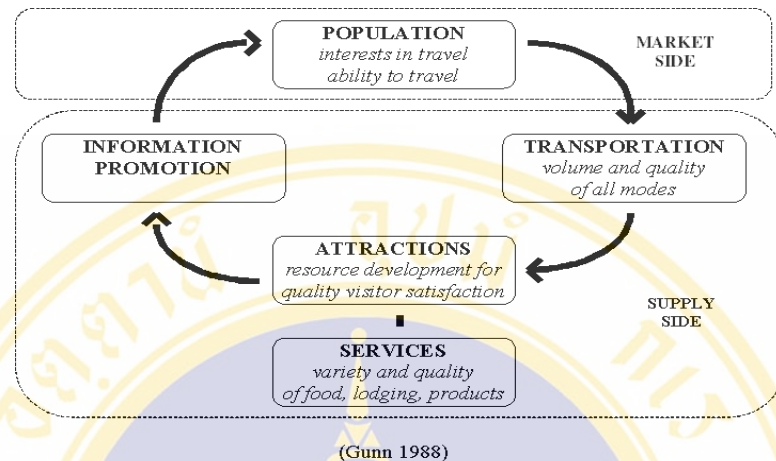 POPULATION
interests in travel
ability to travel
MARKET
SIDE
INFORMATION
PROMOTION
TRANSPORTATION
volume and quality
of all modes
ATTRACTIONS
resource development for
quality visitor satisfaction
SUPPLY
SIDE
SERVICES
variety and quality
of food, lodging, products
(Gunn 1988)